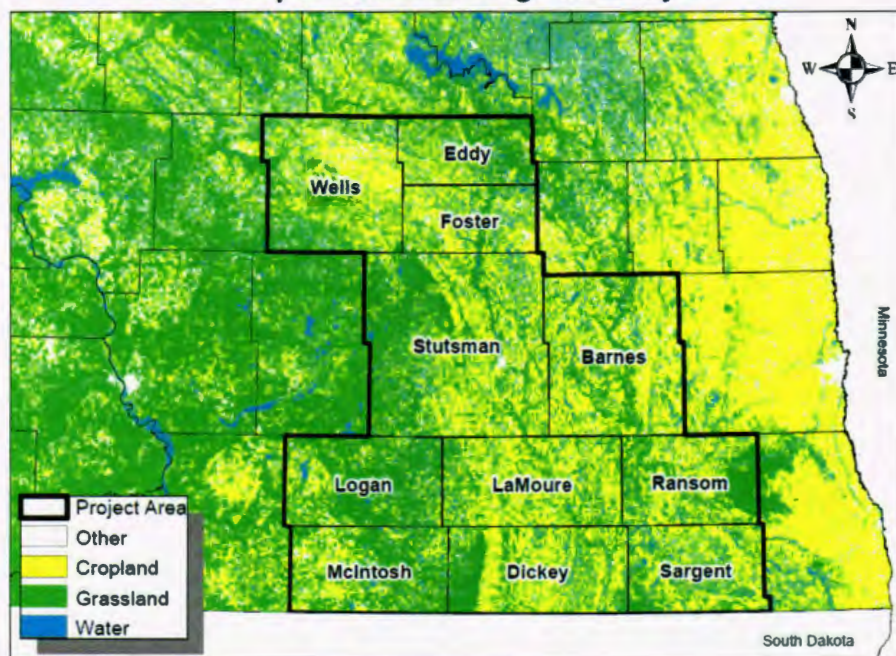 N
W E
S
Eddy
Wells
Foster
Minnesota
Stutsman
Barnes
Logan
LaMoure
Ransom
Project Area
Other
Cropland
McIntosh
Dickey
Sargent
Grassland
Water
South Dakota